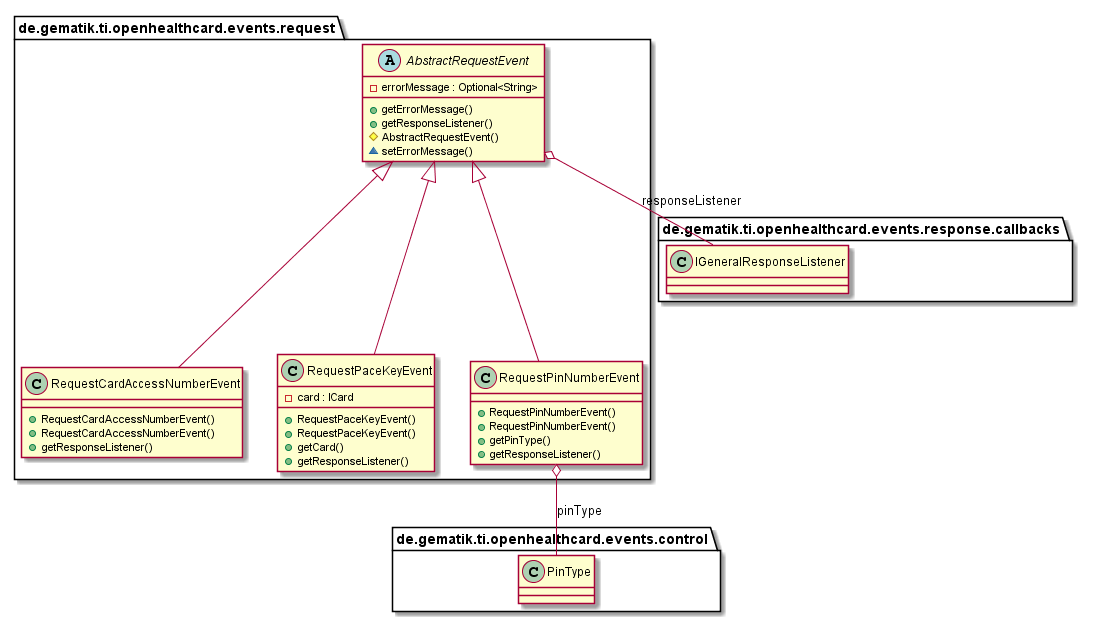 de.gematik.ti.openhealthcard.events.request
A AbstractRequestEvent
errorMessage : Optional<String>
getErrorMessage()
getResponseListener()
AbstractRequestEvent()
setErrorMessage()
responseListener
de.gematik.ti.openhealthcard.events.response.callbacks
C IGeneralResponseListener
C RequestCardAccessNumberEvent
RequestCardAccessNumberEvent()
RequestCardAccessNumberEvent()
getResponseListener()
C RequestPaceKeyEvent
card : ICard
RequestPaceKeyEvent()
RequestPaceKeyEvent()
getCard()
getResponseListener()
C RequestPinNumberEvent
RequestPinNumberEvent()
RequestPinNumberEvent()
getPinType()
getResponseListener()
pinType
de.gematik.ti.openhealthcard.events.control
C PinType